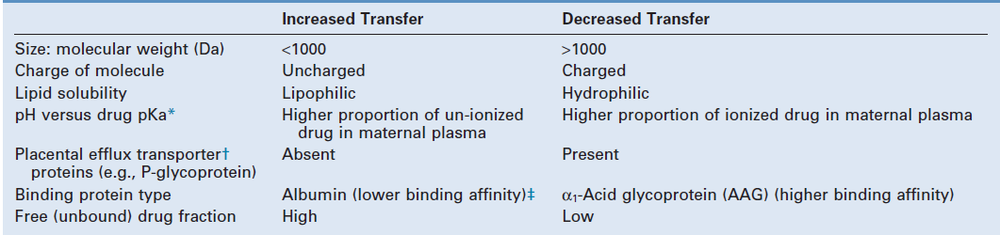 Increased Transfer Decreased Transfer
Size: molecular weight (Da) <1000 >1000
Charge of molecule Uncharged Charged
Lipid solubility Lipophilic Hydrophilic
pH versus drug pKa* Higher proportion of un-ionized Higher proportion of ionized drug in maternal plasma
drug in maternal plasma
Placental efflux transporter† Absent Present
proteins (e.g., P-glycoprotein)
Binding protein type Albumin (lower binding affinity)‡ α₁-Acid glycoprotein (AAG) (higher binding affinity)
Free (unbound) drug fraction High Low